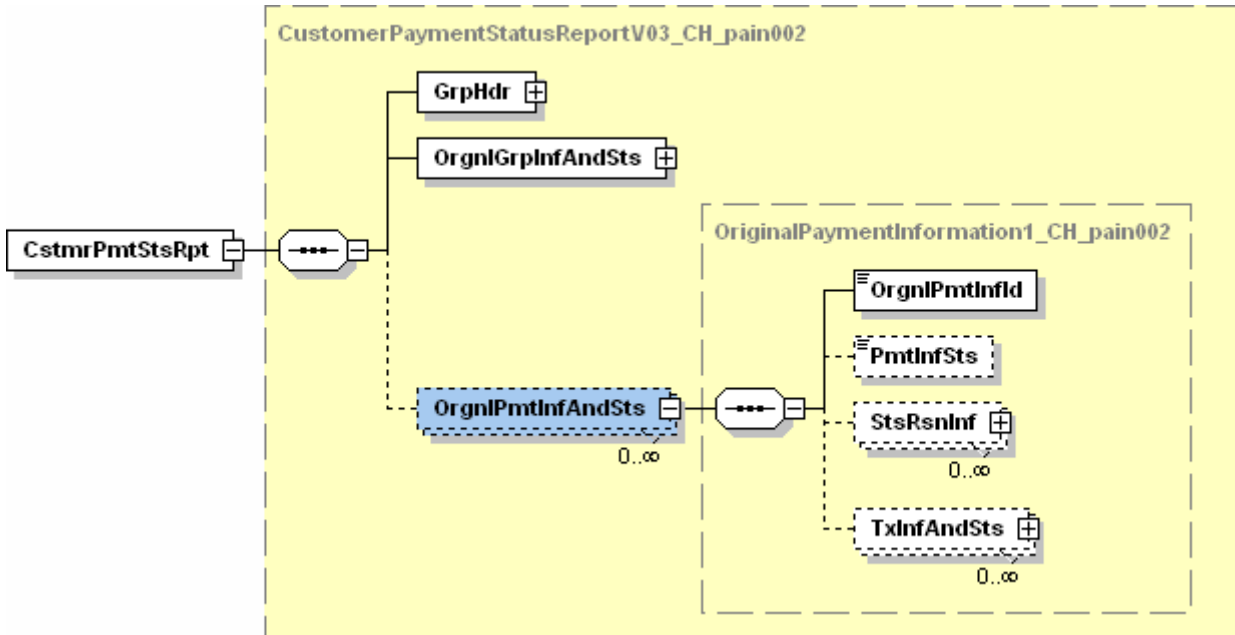 CustomerPaymentStatusReportV03_CH_pain002
GrpHdr
OrgnlGrpInfAndSts
OriginalPaymentInformation1_CH_pain002
CstmrPmtStsRpt
OrgnlPmtInfId
PmtInfSts
OrgnlPmtInfAndSts
0..∞
StsRsnInf
0..∞
TxInfAndSts
0..∞